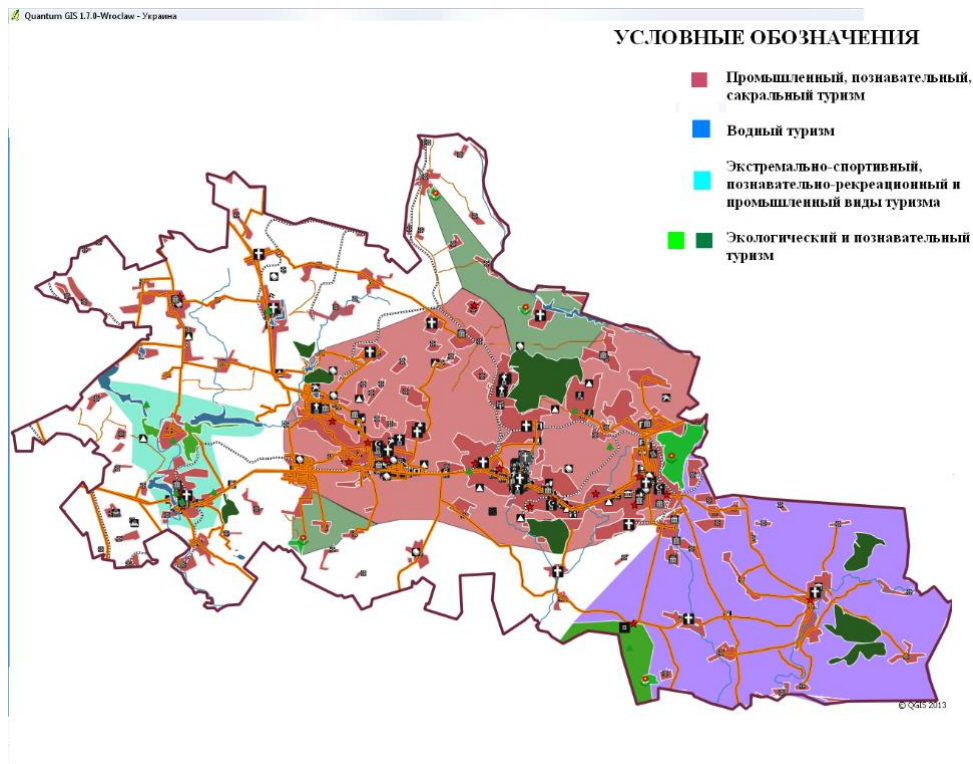 Quantum GIS 1.7.0-Wroclaw - Украина
УСЛОВНЫЕ ОБОЗНАЧЕНИЯ
Промышленный, познавательный,
сакральный туризм
Водный туризм
Экстремально-спортивный,
познавательно-рекреационный и
промышленный виды туризма
Экологический и познавательный
туризм
© QGIS 2013